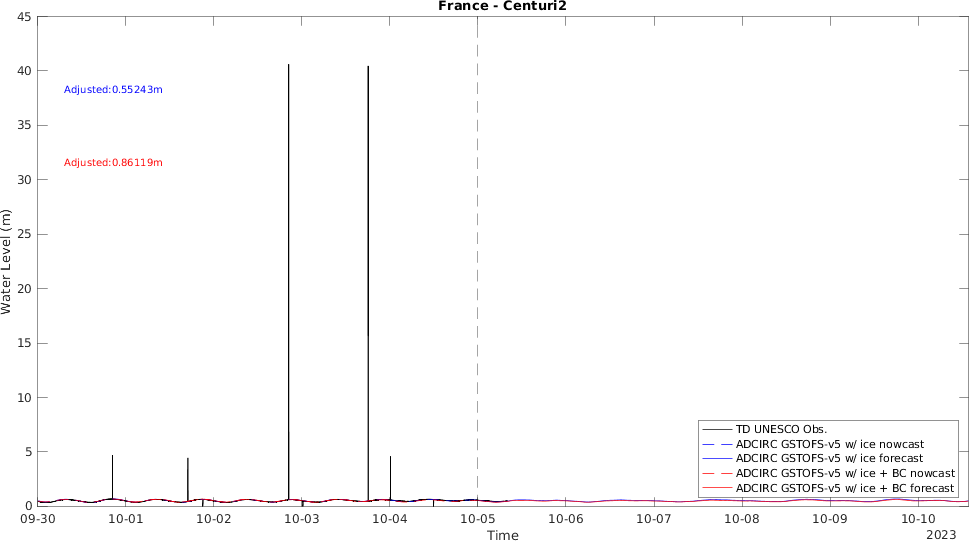 France - Centuri2
45
40
35
30
25
20
15
10
5
0
Water Level (m)
Adjusted:0.55243m
Adjusted:0.86119m
TD UNESCO Obs.
ADCIRC GSTOFS-v5 w/ ice nowcast
ADCIRC GSTOFS-v5 w/ ice forecast
ADCIRC GSTOFS-v5 w/ ice + BC nowcast
ADCIRC GSTOFS-v5 w/ ice + BC forecast
09-30 10-01 10-02 10-03 10-04 10-05 10-06 10-07 10-08 10-09 10-10
2023
Time